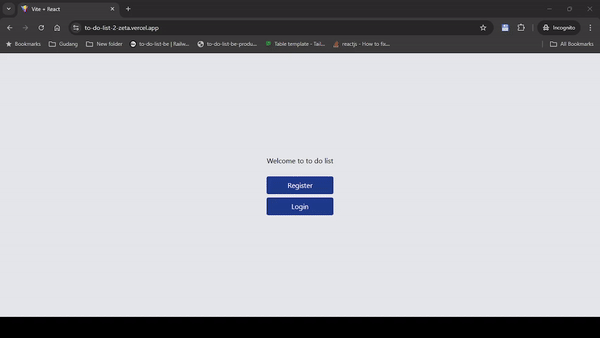 Vite + React
to-do-list-2-zeta.vercel.app
Incognito
Bookmarks
Gudang
New folder
to-do-list-be | Railw...
to-do-list-be-produ...
Table template - Tail...
reactjs - How to fa...
All Bookmarks
Welcome to to do list
Register
Login